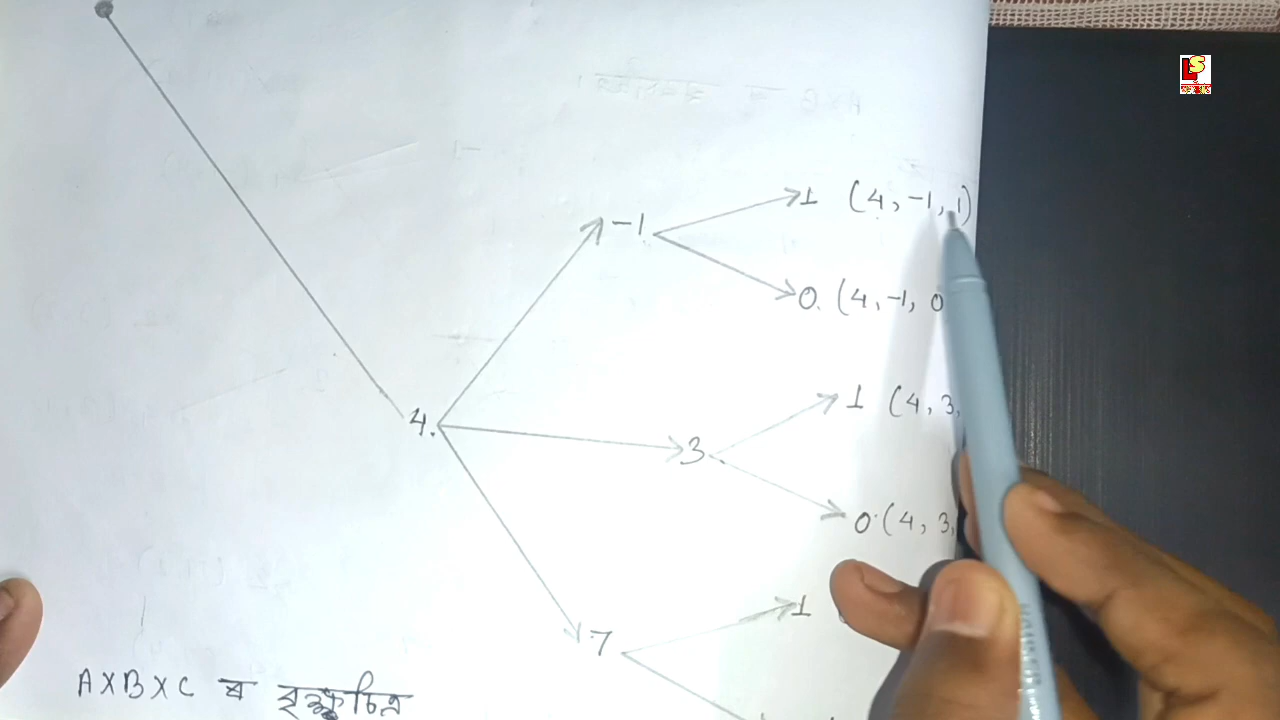 -1 1 (4, -1, 1)
0. (4, -1, 0
4. 3. 1 (4, 3,
0. (4, 3,
7 1
A X B X C ৰ বৃক্ষচিত্ৰ
LS